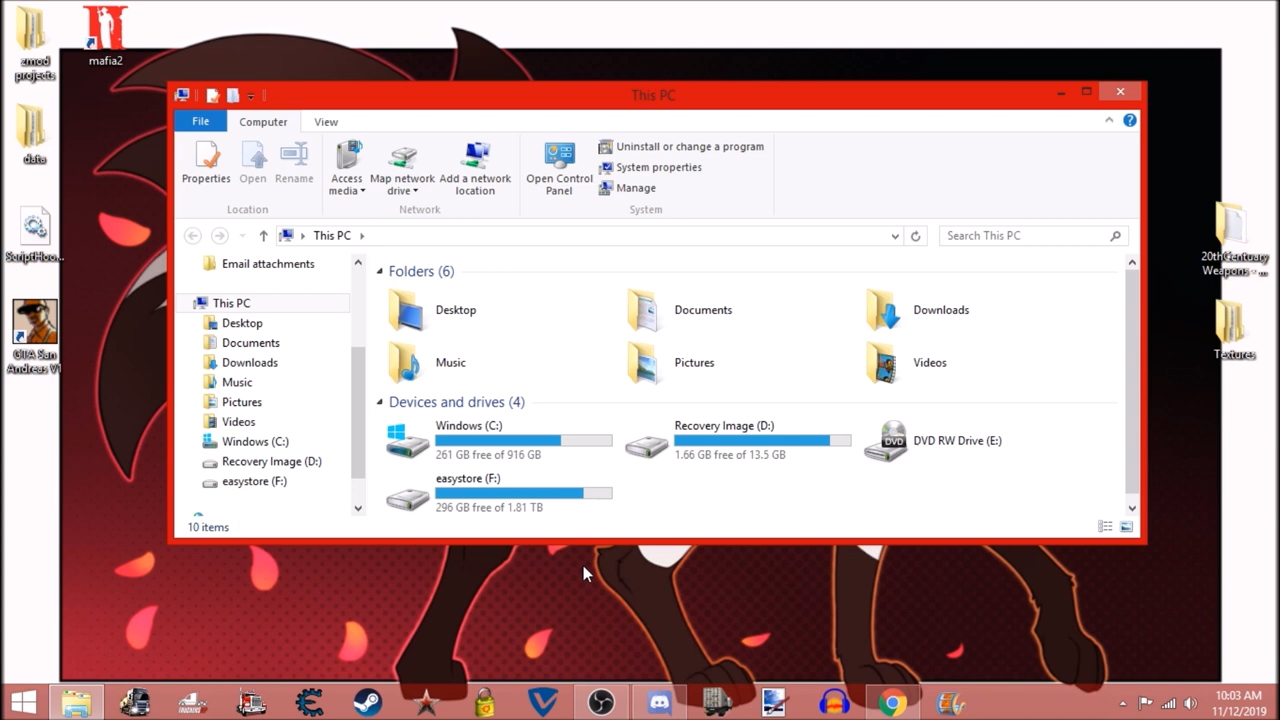 zmod
projects
mafia2
data
ScriptHoo...
GTA San
Andreas V1
20thCentuary
Weapons - ...
Textures
This PC
File
Computer
View
Properties
Open
Rename
Location
Access
media
Map network
drive
Add a network
location
Network
Open Control
Panel
Uninstall or change a program
System properties
Manage
System
This PC
Search This PC
Email attachments
This PC
Desktop
Documents
Downloads
Music
Pictures
Videos
Windows (C:)
Recovery Image (D:)
easystore (F:)
Folders (6)
Desktop
Documents
Downloads
Music
Pictures
Videos
Devices and drives (4)
Windows (C:)
261 GB free of 916 GB
Recovery Image (D:)
1.66 GB free of 13.5 GB
DVD
DVD RW Drive (E:)
easystore (F:)
296 GB free of 1.81 TB
10 items
10:03 AM
11/12/2019